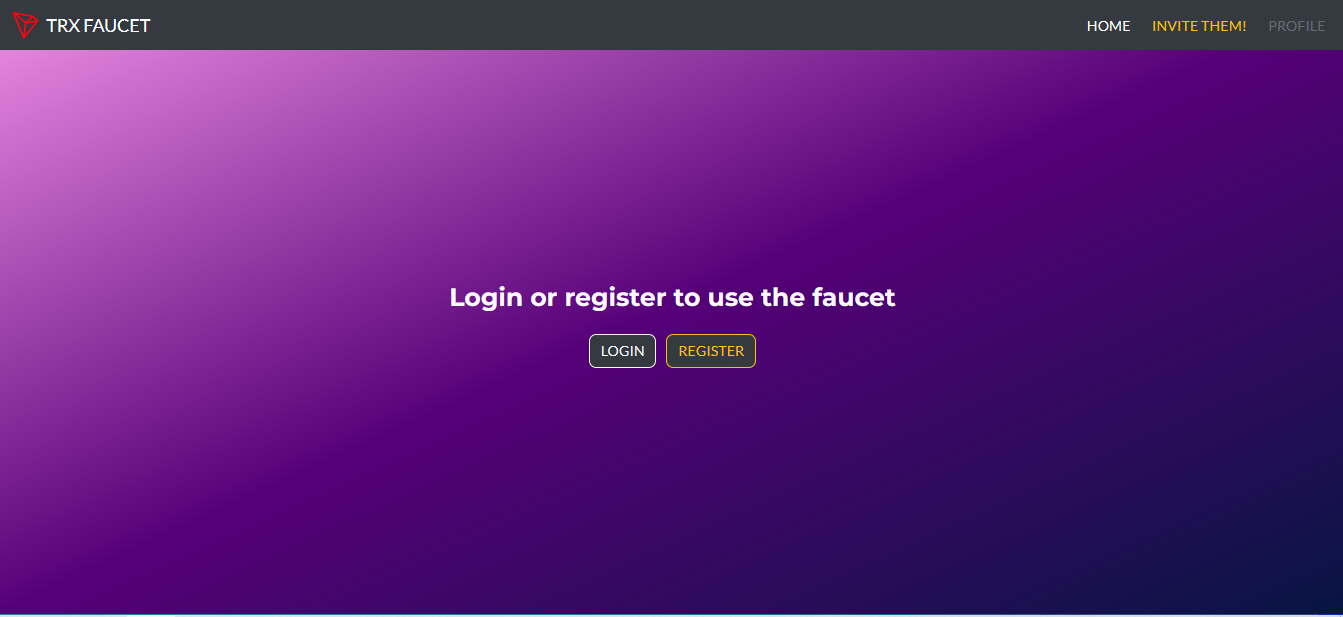 TRX FAUCET
HOME INVITE THEM! PROFILE
Login or register to use the faucet
LOGIN REGISTER